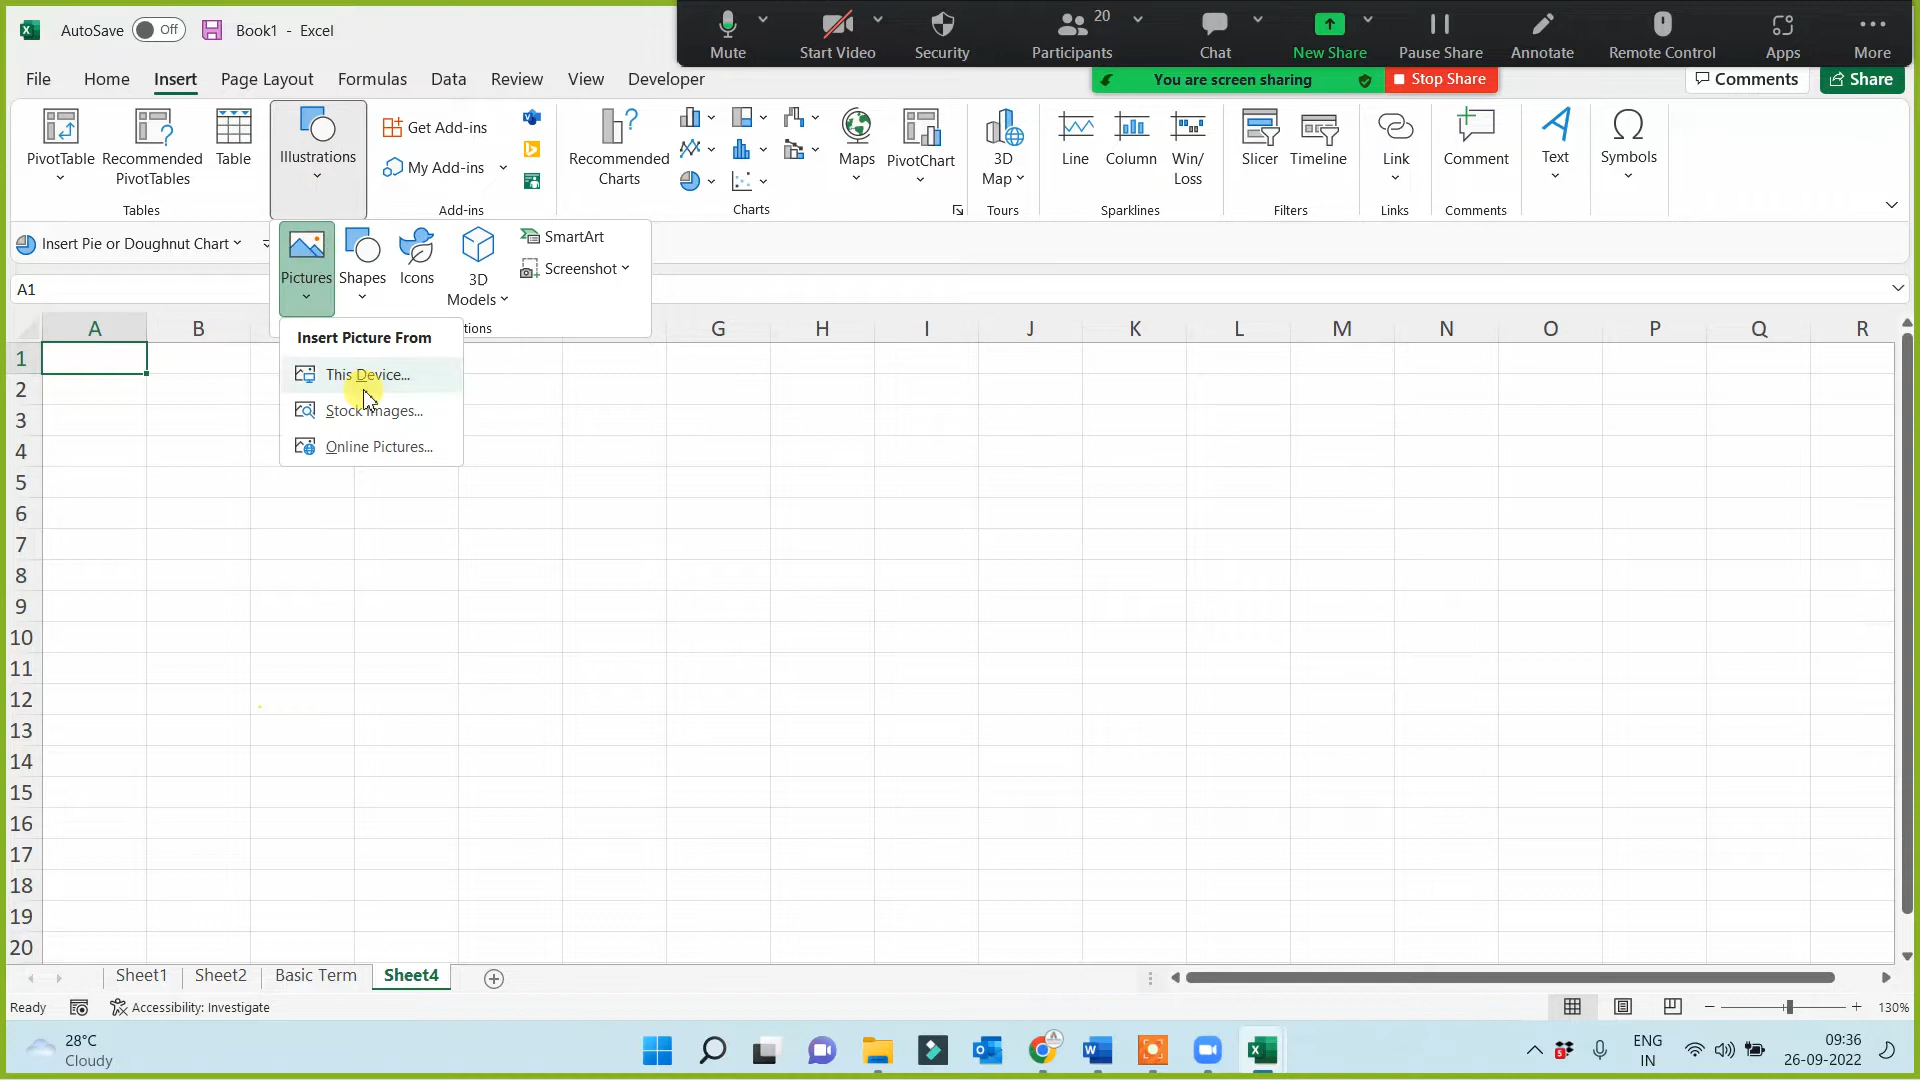 AutoSave Off Book1 - Excel
Mute Start Video Security Participants 20 Chat New Share Pause Share Annotate Remote Control Apps More
You are screen sharing Stop Share
File Home Insert Page Layout Formulas Data Review View Developer Comments Share
PivotTable Recommended PivotTables Table
Illustrations
Get Add-ins
My Add-ins
Recommended Charts
Maps PivotChart
3D Map
Line Column Win/Loss
Slicer Timeline
Link
Comment
Text
Symbols
Tables Add-ins Charts Tours Sparklines Filters Links Comments
Insert Pie or Doughnut Chart
Pictures Shapes Icons 3D Models
SmartArt
Screenshot
tions
A1
Insert Picture From
This Device...
Stock Images...
Online Pictures...
A B G H I J K L M N O P Q R
1
2
3
4
5
6
7
8
9
10
11
12
13
14
15
16
17
18
19
20
Sheet1 Sheet2 Basic Term Sheet4
Ready Accessibility: Investigate 130%
28°C
Cloudy
5
ENG
IN
09:36
26-09-2022